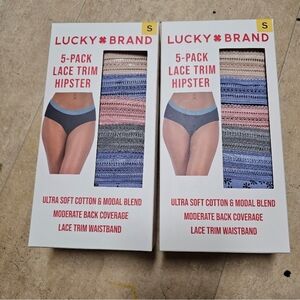 S
LUCKY BRAND
5-PACK
LACE TRIM
HIPSTER
ULTRA SOFT COTTON & MODAL BLEND
MODERATE BACK COVERAGE
LACE TRIM WAISTBAND
S
LUCKY BRAND
5-PACK
LACE TRIM
HIPSTER
ULTRA SOFT COTTON & MODAL BLEND
MODERATE BACK COVERAGE
LACE TRIM WAISTBAND